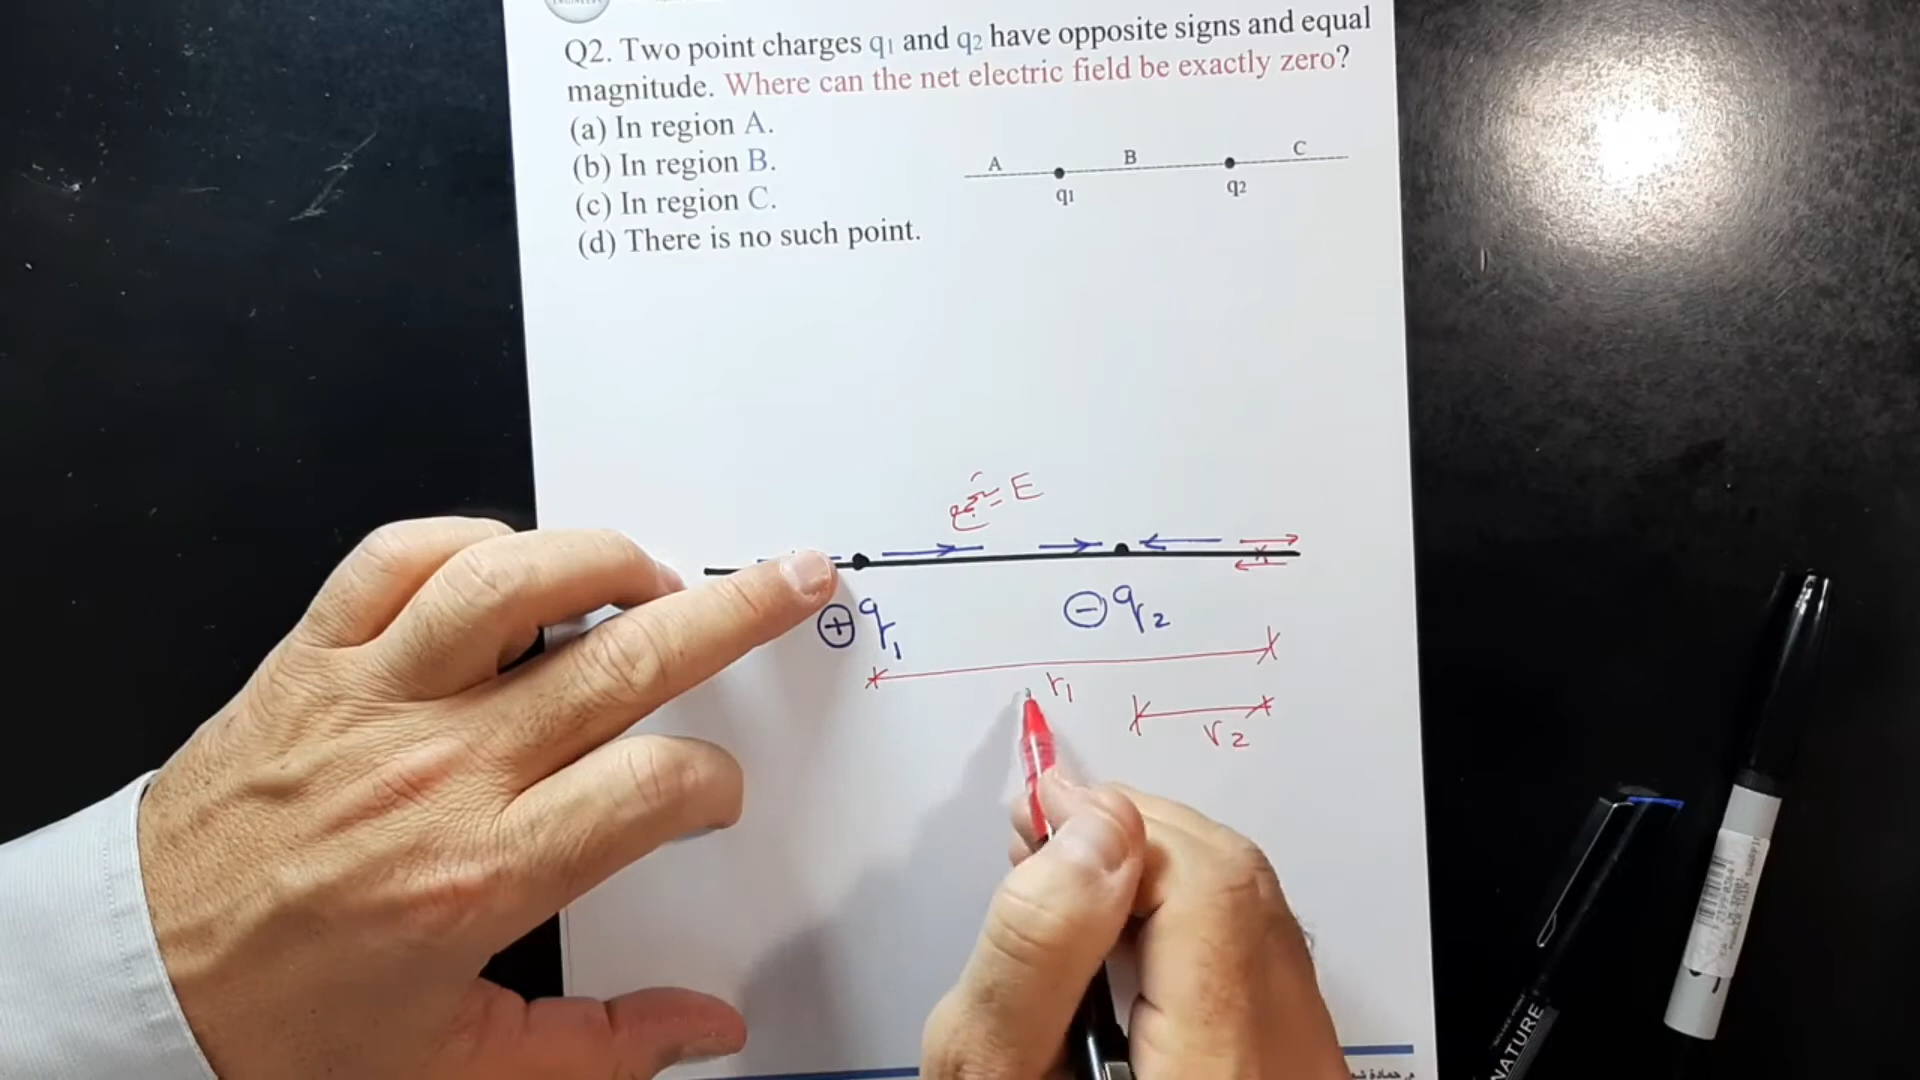 Q2. Two point charges q1 and q2 have opposite signs and equal
magnitude. Where can the net electric field be exactly zero?
(a) In region A.
(b) In region B.
(c) In region C.
(d) There is no such point.
A B C
q1 q2
E =
⊕ q1 ⊖ q2
r1
r2
NATURE